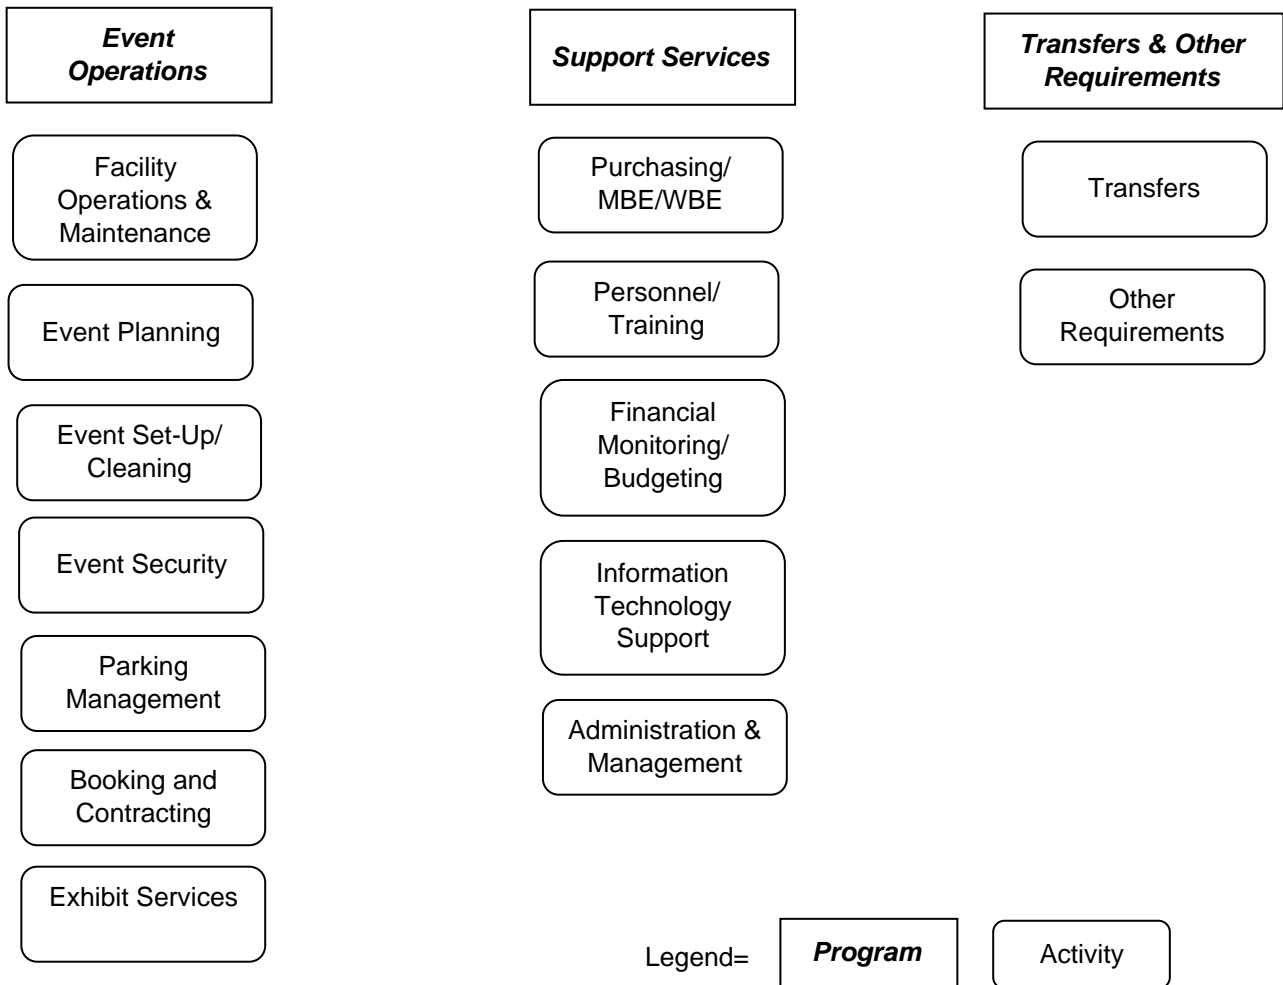 Event
Operations
Facility
Operations &
Maintenance
Event Planning
Event Set-Up/
Cleaning
Event Security
Parking
Management
Booking and
Contracting
Exhibit Services
Support Services
Purchasing/
MBE/WBE
Personnel/
Training
Financial
Monitoring/
Budgeting
Information
Technology
Support
Administration &
Management
Transfers & Other
Requirements
Transfers
Other
Requirements
Legend=
Program
Activity